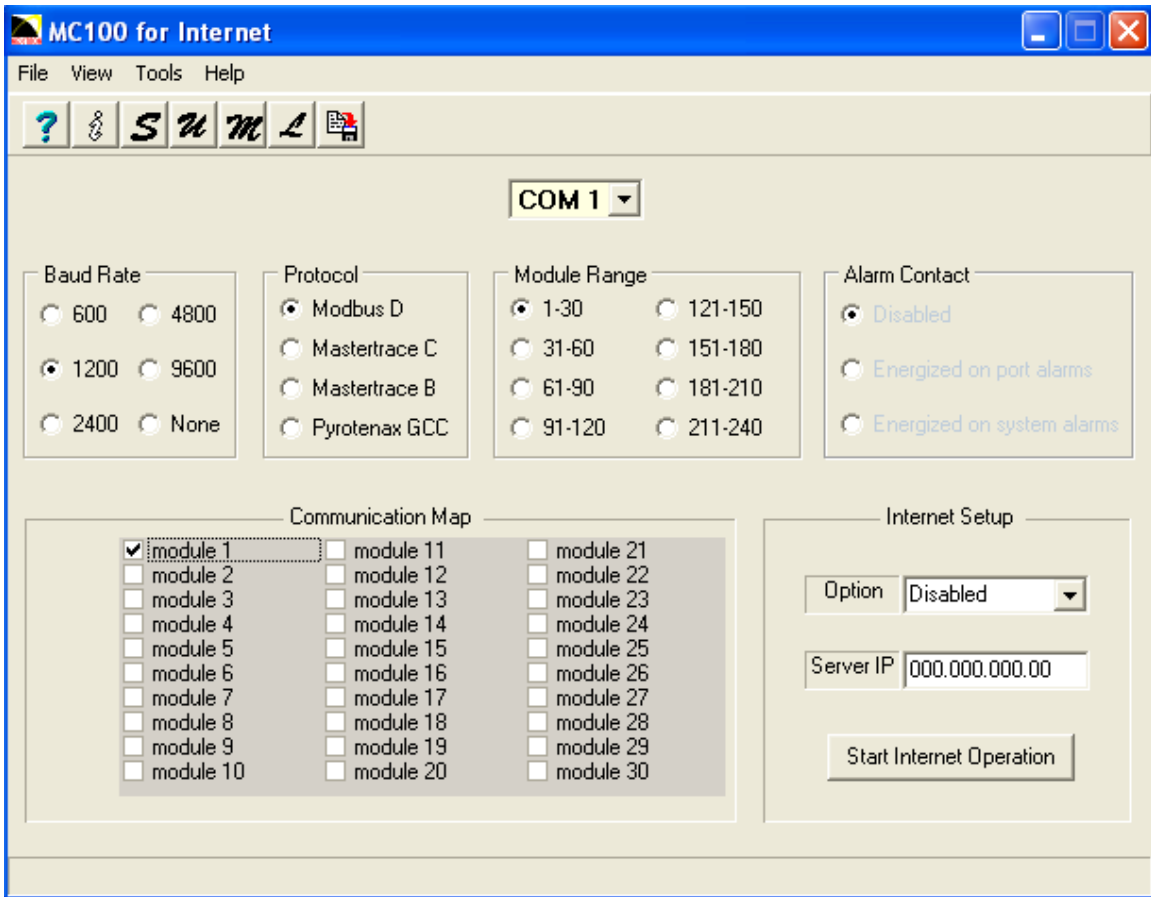 MC100 for Internet
File View Tools Help
? i S U M L
COM 1
Baud Rate
600 4800
1200 9600
2400 None
Protocol
Modbus D
Mastertrace C
Mastertrace B
Pyrotenax GCC
Module Range
1-30 121-150
31-60 151-180
61-90 181-210
91-120 211-240
Alarm Contact
Disabled
Energized on port alarms
Energized on system alarms
Communication Map
module 1 module 11 module 21
module 2 module 12 module 22
module 3 module 13 module 23
module 4 module 14 module 24
module 5 module 15 module 25
module 6 module 16 module 26
module 7 module 17 module 27
module 8 module 18 module 28
module 9 module 19 module 29
module 10 module 20 module 30
Internet Setup
Option Disabled
Server IP 000.000.000.00
Start Internet Operation